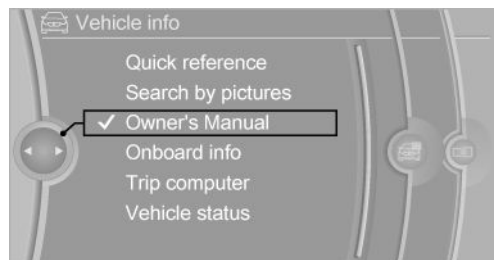 Vehicle info
Quick reference
Search by pictures
Owner's Manual
Onboard info
Trip computer
Vehicle status